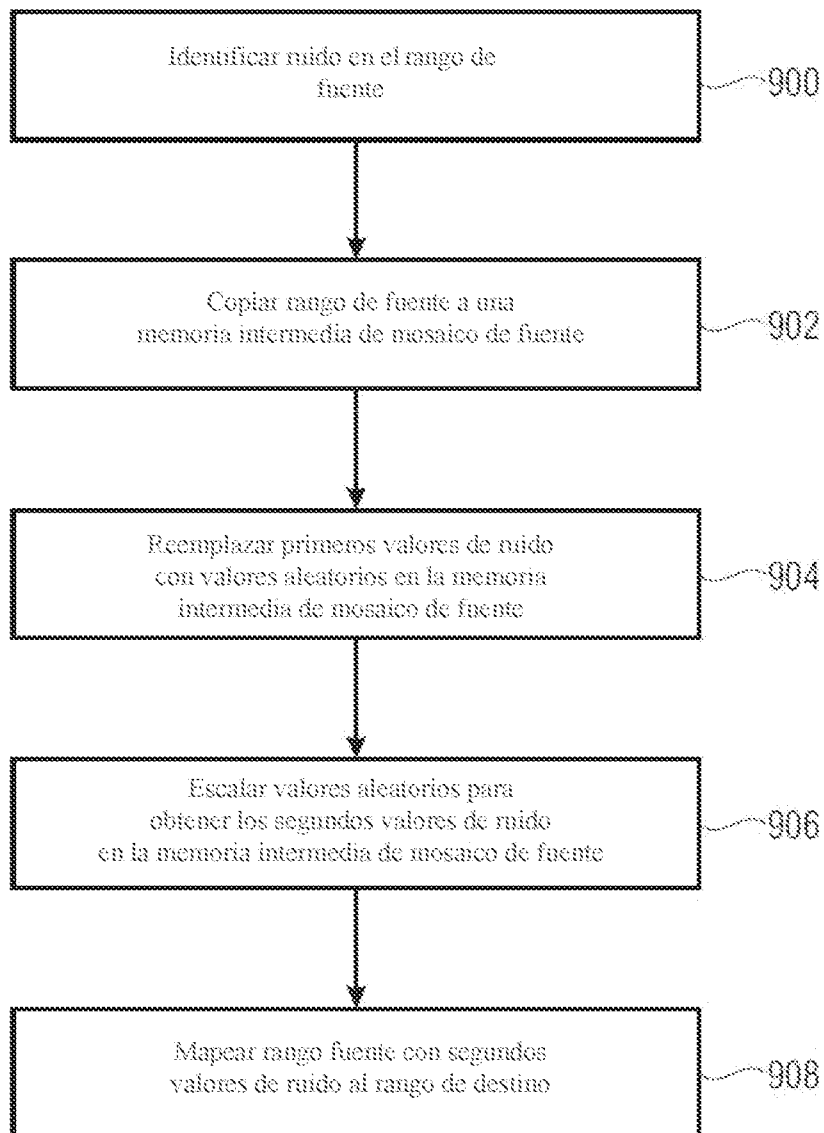 Identificar ruido en el rango de
fuente
900
Copiar rango de fuente a una
memoria intermedia de mosaico de fuente
902
Reemplazar primeros valores de ruido
con valores aleatorios en la memoria
intermedia de mosaico de fuente
904
Escalar valores aleatorios para
obtener los segundos valores de ruido
en la memoria intermedia de mosaico de fuente
906
Mapear rango fuente con segundos
valores de ruido al rango de destino
908